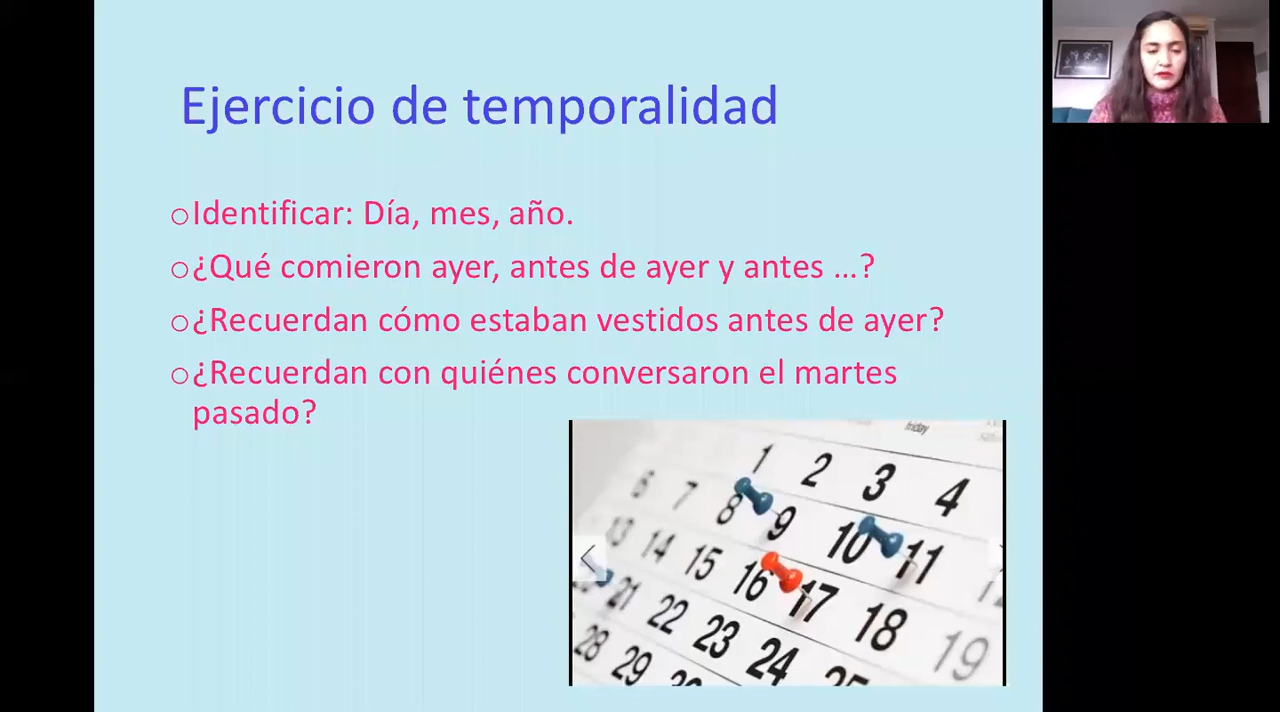 Ejercicio de temporalidad
oIdentificar: Día, mes, año.
o¿Qué comieron ayer, antes de ayer y antes …?
o¿Recuerdan cómo estaban vestidos antes de ayer?
o¿Recuerdan con quiénes conversaron el martes
pasado?
friday
1 2 3 4
6 7 8 9 10 11
13 14 15 16 17 18 19
21 22 23 24
28 29